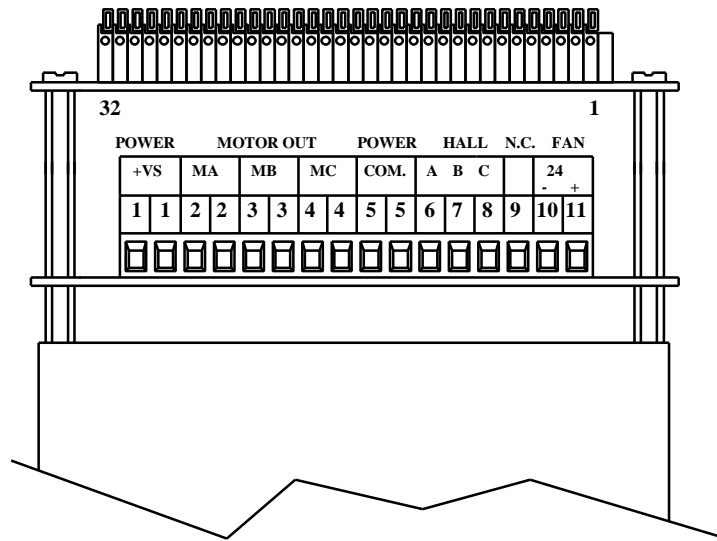 32 1
POWER MOTOR OUT POWER HALL N.C. FAN
+VS MA MB MC COM. A B C 24
- +
1 1 2 2 3 3 4 4 5 5 6 7 8 9 10 11